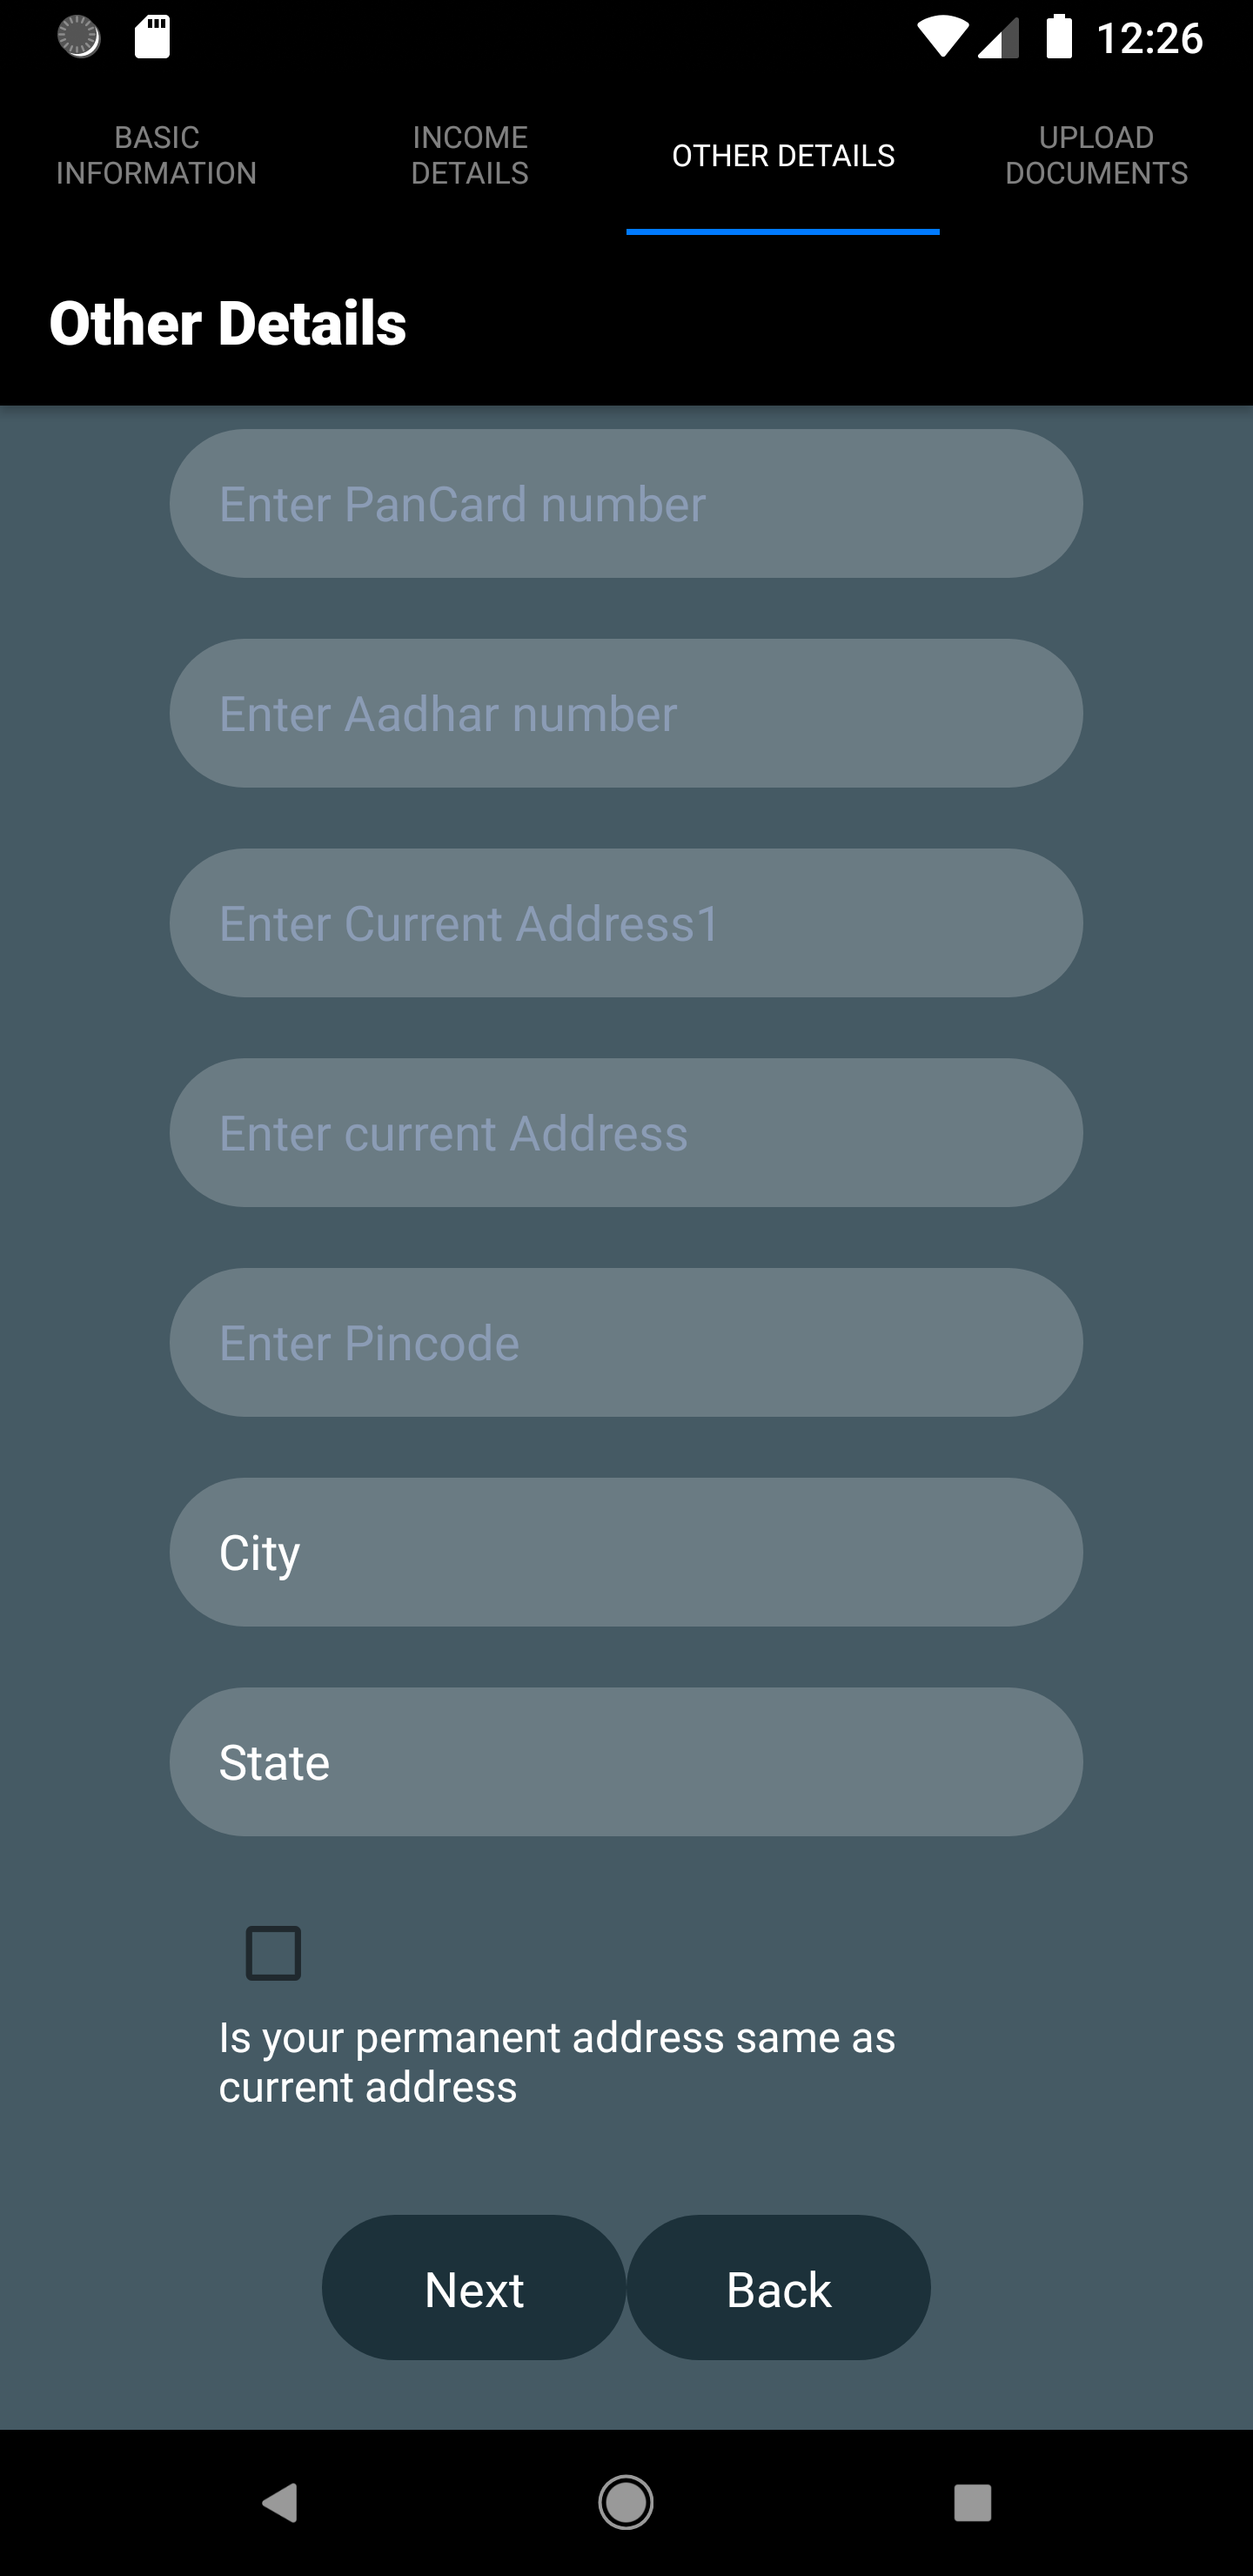 12:26
BASIC
INFORMATION
INCOME
DETAILS
OTHER DETAILS
UPLOAD
DOCUMENTS
Other Details
Enter PanCard number
Enter Aadhar number
Enter Current Address1
Enter current Address
Enter Pincode
City
State
Is your permanent address same as
current address
Next
Back